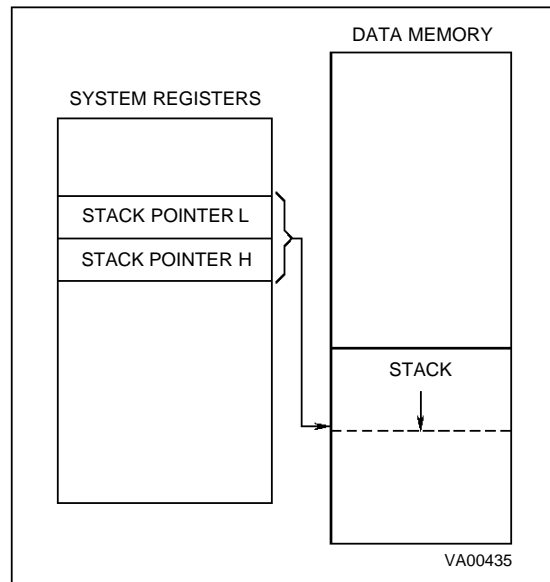 DATA MEMORY
SYSTEM REGISTERS
STACK POINTER L
STACK POINTER H
STACK
VA00435